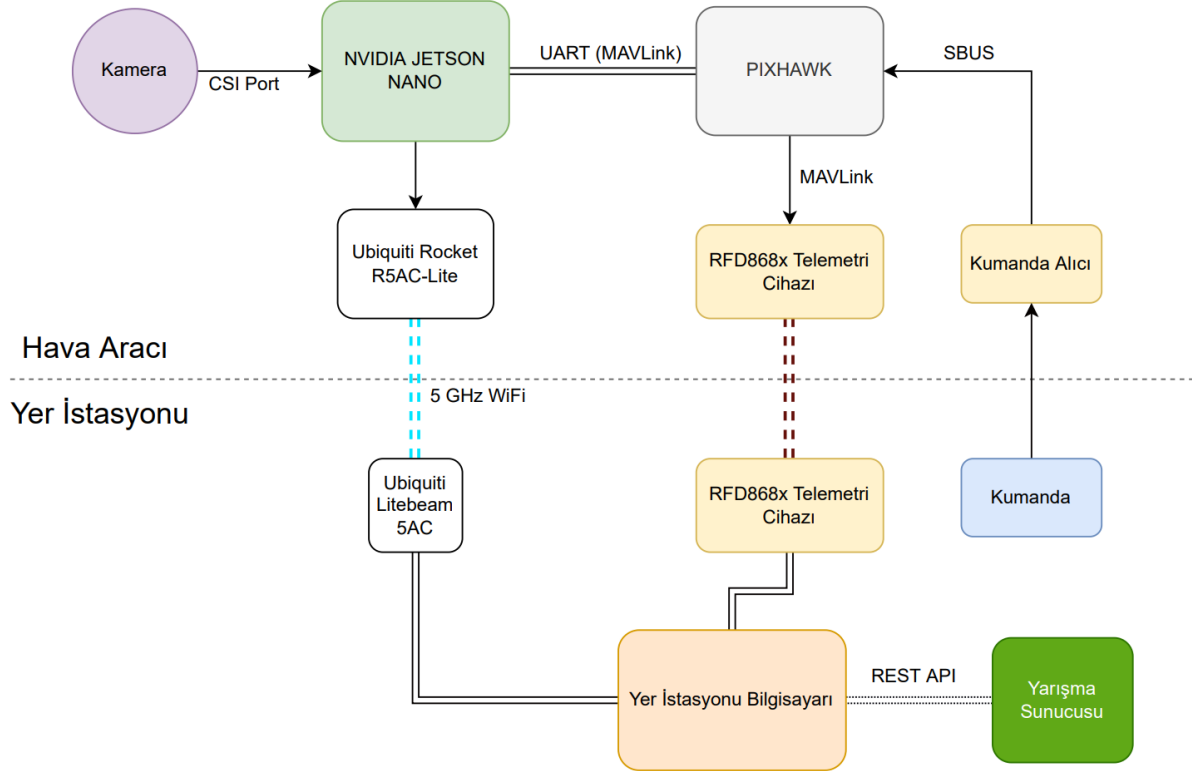 Kamera
CSI Port
NVIDIA JETSON
NANO
UART (MAVLink)
PIXHAWK
SBUS
MAVLink
Ubiquiti Rocket
R5AC-Lite
RFD868x Telemetri
Cihazı
Kumanda Alıcı
Hava Aracı
Yer İstasyonu
5 GHz WiFi
Ubiquiti
Litebeam
5AC
RFD868x Telemetri
Cihazı
Kumanda
Yer İstasyonu Bilgisayarı
REST API
Yarışma
Sunucusu